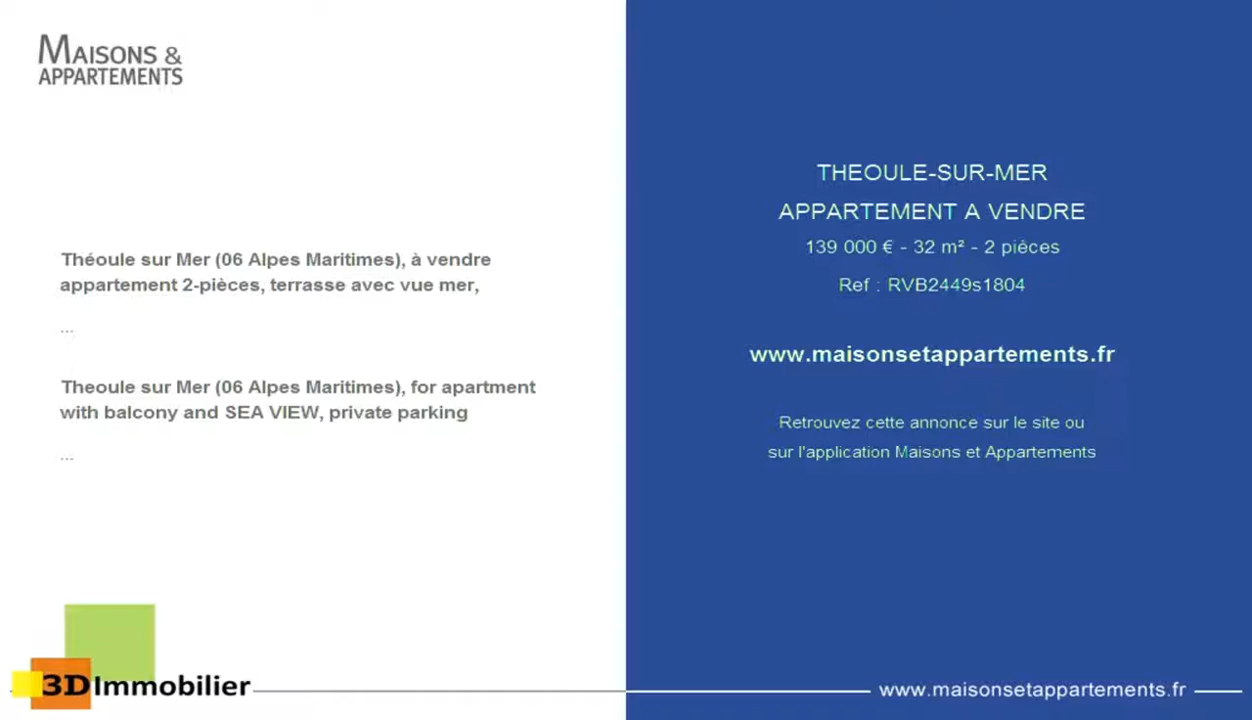 MAISONS &
APPARTEMENTS
Théoule sur Mer (06 Alpes Maritimes), à vendre
appartement 2-pièces, terrasse avec vue mer,
...
Theoule sur Mer (06 Alpes Maritimes), for apartment
with balcony and SEA VIEW, private parking
...
3D Immobilier
THEOULE-SUR-MER
APPARTEMENT A VENDRE
139 000 € - 32 m² - 2 pièces
Ref : RVB2449s1804
www.maisonsetappartements.fr
Retrouvez cette annonce sur le site ou
sur l'application Maisons et Appartements
www.maisonsetappartements.fr